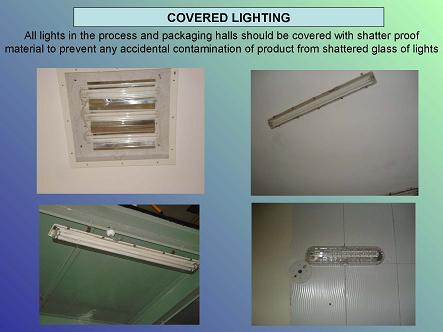 COVERED LIGHTING
All lights in the process and packaging halls should be covered with shatter proof
material to prevent any accidental contamination of product from shattered glass of lights